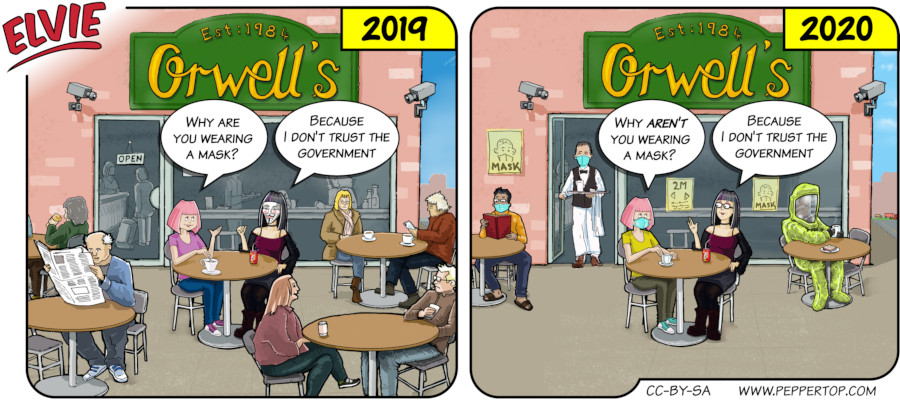 ELVIE
2019
Est: 1984
Orwell's
OPEN
WHY ARE
YOU WEARING
A MASK?
BECAUSE
I DON'T TRUST THE
GOVERNMENT
2020
Est: 1984
Orwell's
WHY AREN'T
YOU WEARING
A MASK?
BECAUSE
I DON'T TRUST THE
GOVERNMENT
MASK
2M
MASK
CC-BY-SA
WWW.PEPPERTOP.COM